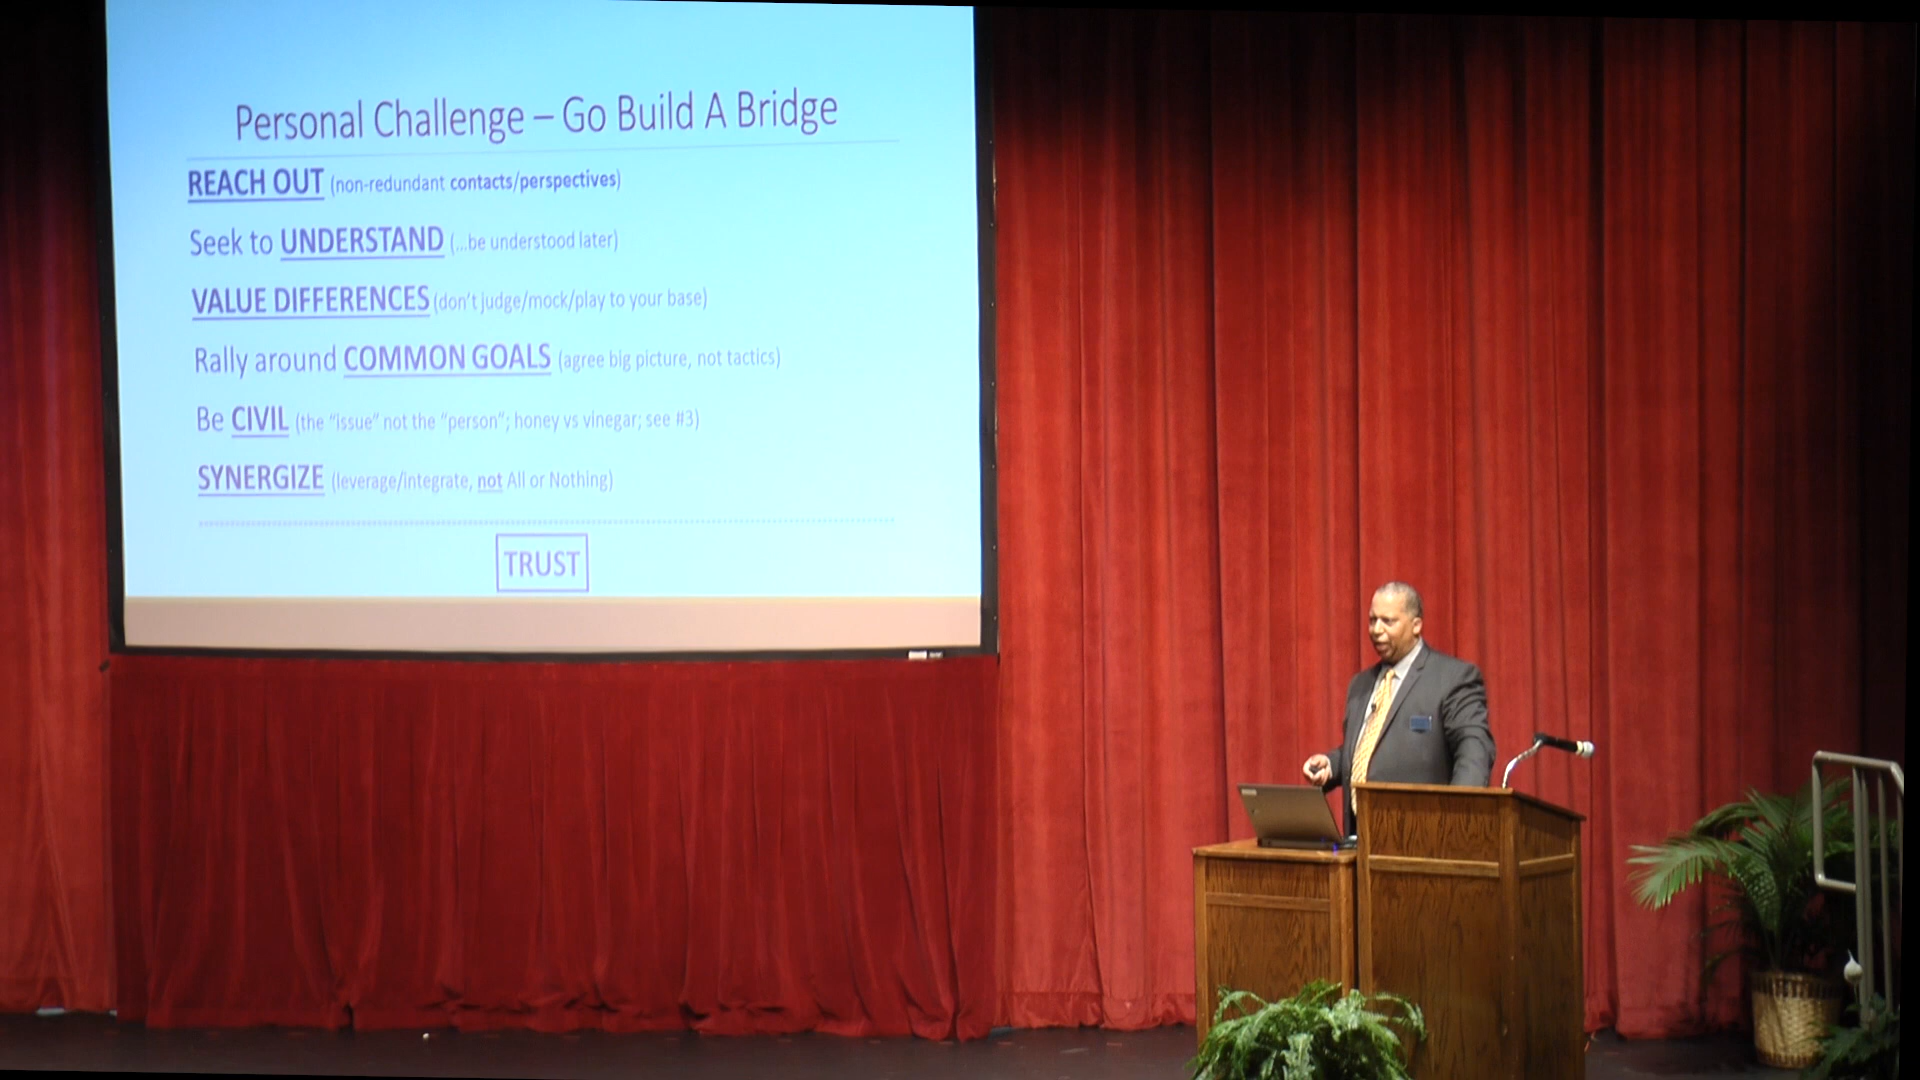 Personal Challenge – Go Build A Bridge
REACH OUT (non-redundant contacts/perspectives)
Seek to UNDERSTAND (...be understood later)
VALUE DIFFERENCES (don't judge/mock/play to your base)
Rally around COMMON GOALS (agree big picture, not tactics)
Be CIVIL (the "issue" not the "person"; honey vs vinegar; see #3)
SYNERGIZE (leverage/integrate, not All or Nothing)
TRUST